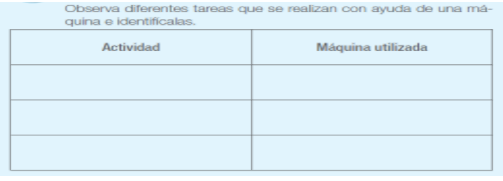 Observa diferentes tareas que se realizan con ayuda de una má-
quina e identifícalas.
Actividad Máquina utilizada